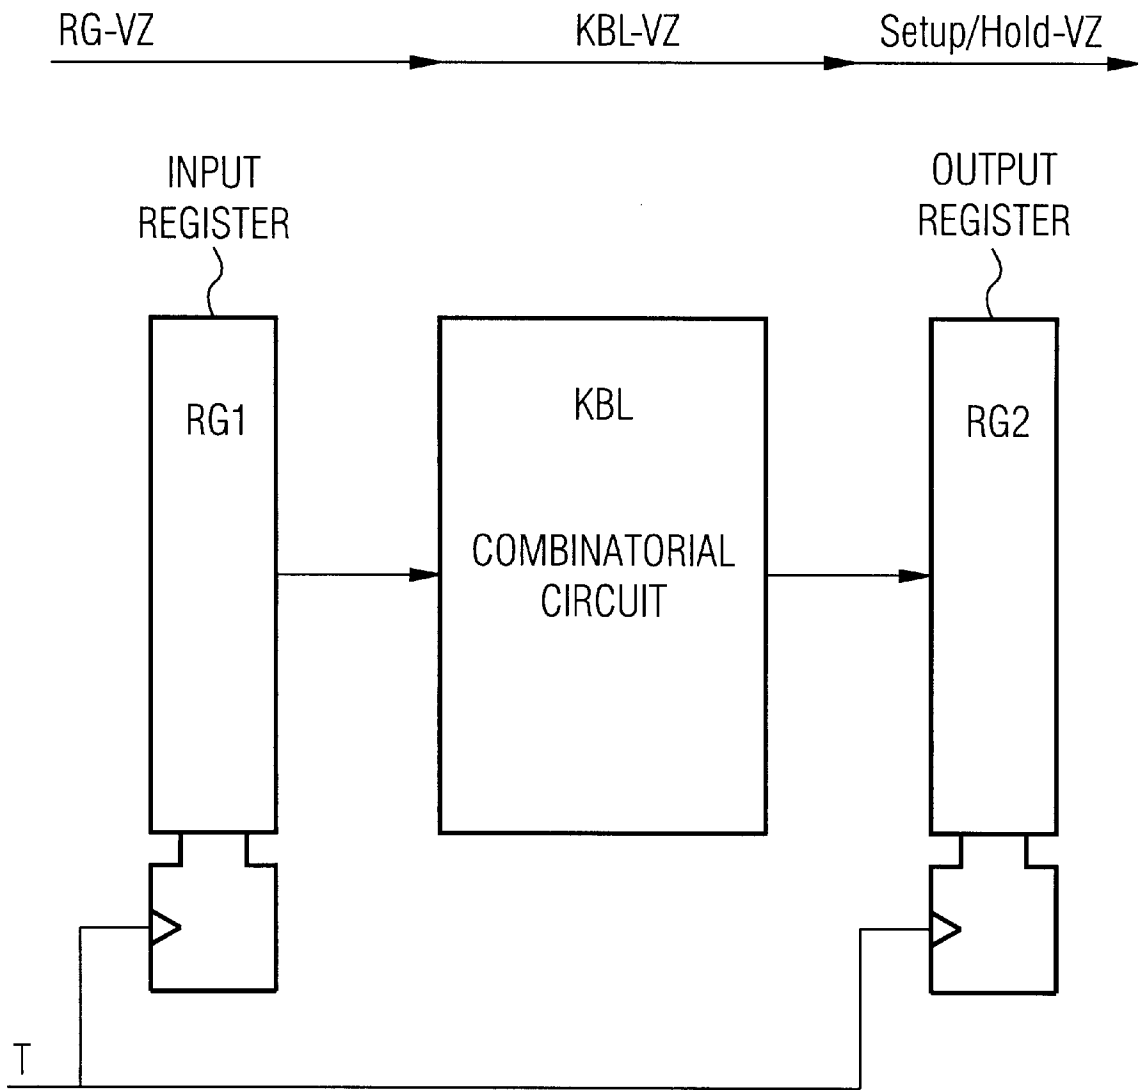 RG-VZ KBL-VZ Setup/Hold-VZ
INPUT
REGISTER
OUTPUT
REGISTER
RG1
KBL
RG2
COMBINATORIAL
CIRCUIT
T